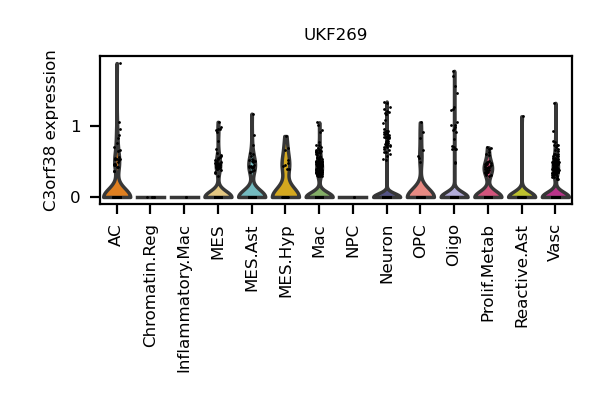 UKF269
C3orf38 expression
1
0
AC
Chromatin.Reg
Inflammatory.Mac
MES
MES.Ast
MES.Hyp
Mac
NPC
Neuron
OPC
Oligo
Prolif.Metab
Reactive.Ast
Vasc